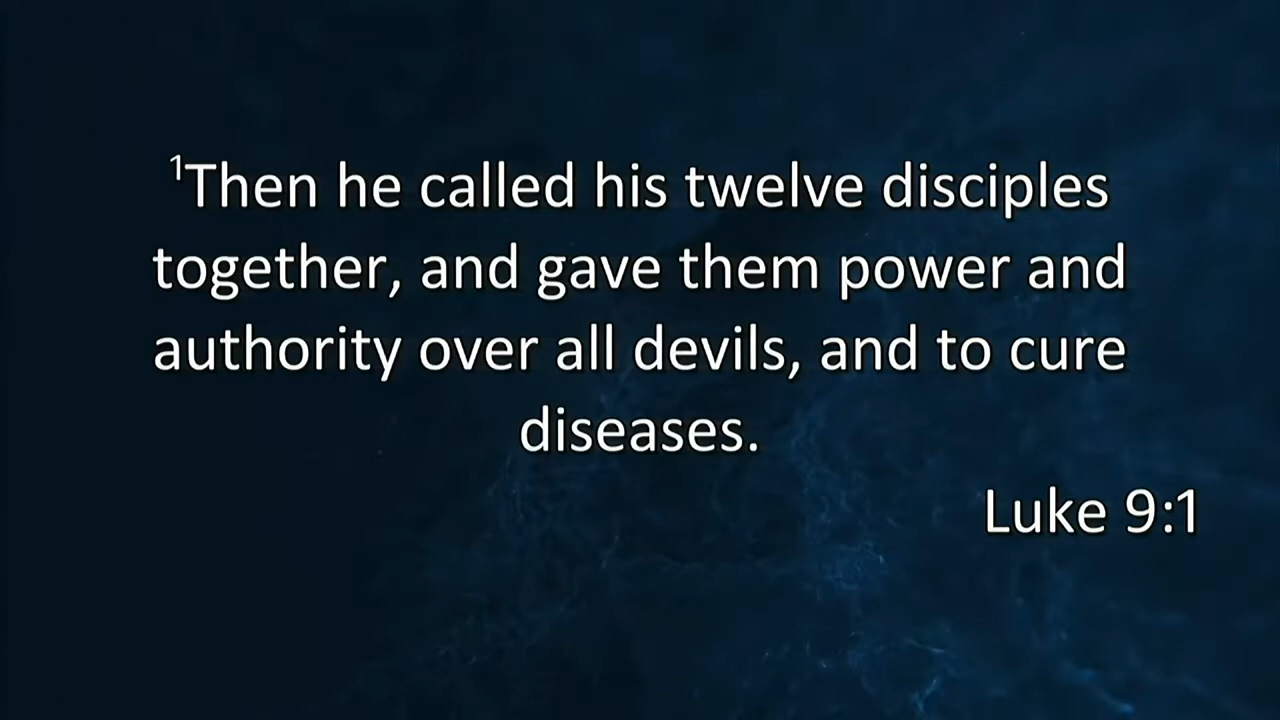 ¹Then he called his twelve disciples
together, and gave them power and
authority over all devils, and to cure
diseases.
Luke 9:1